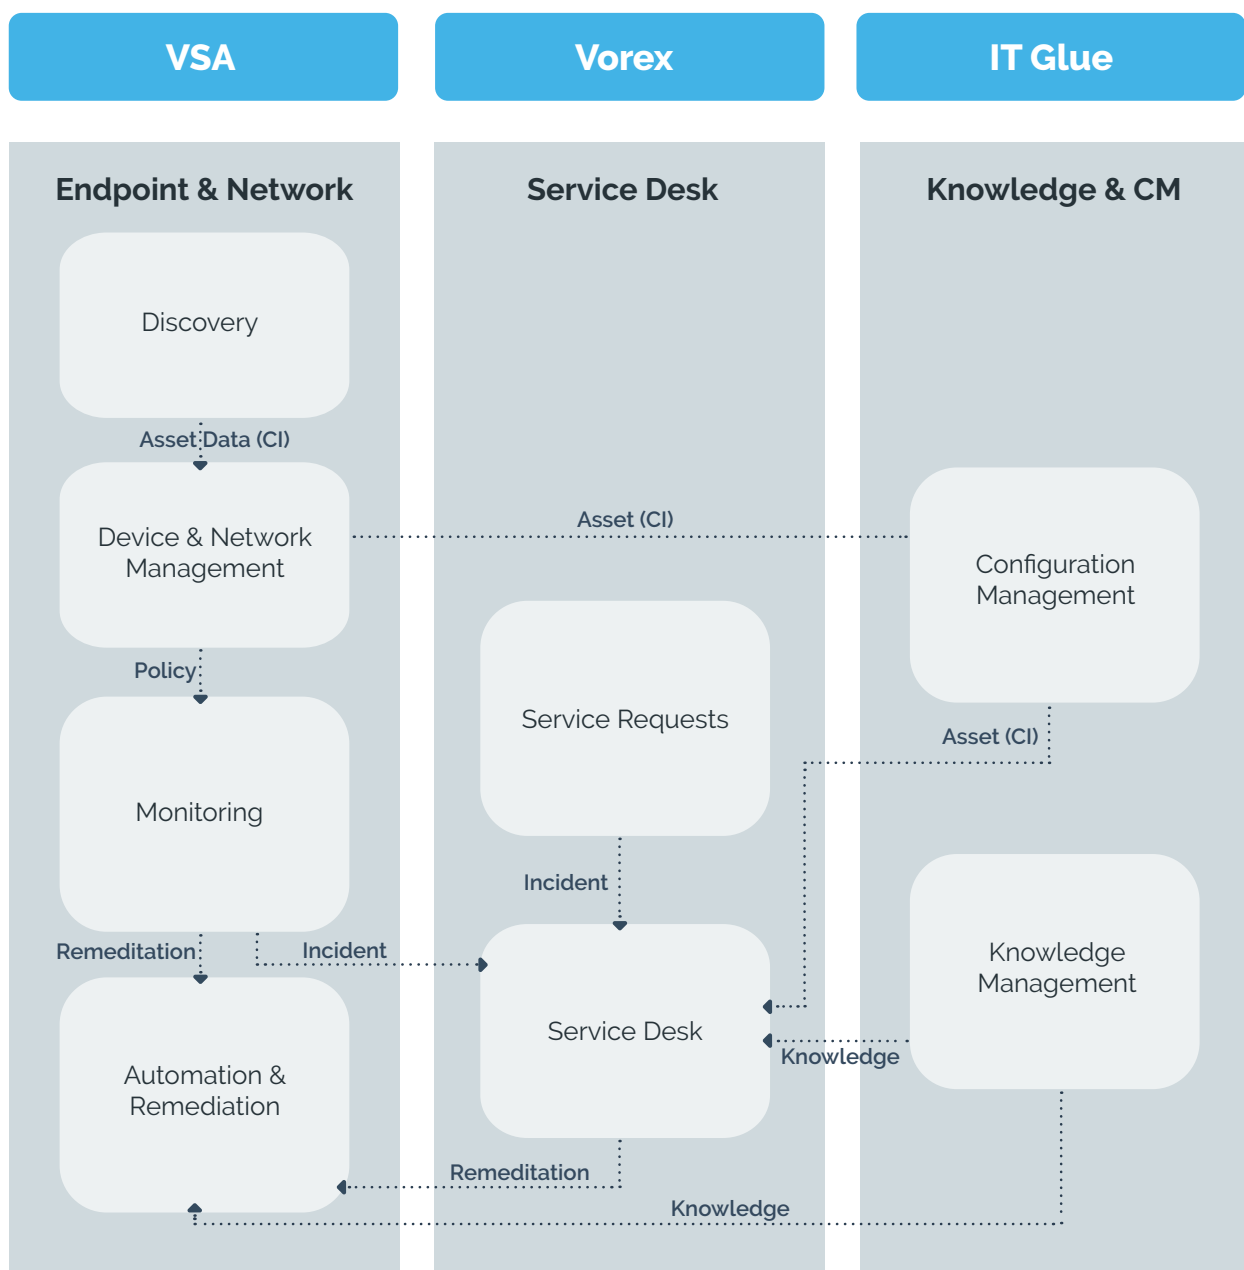 VSA
Vorex
IT Glue
Endpoint & Network
Service Desk
Knowledge & CM
Discovery
Asset Data (CI)
Device & Network
Management
Asset (CI)
Configuration
Management
Policy
Service Requests
Asset (CI)
Monitoring
Incident
Remeditation
Incident
Knowledge
Management
Service Desk
Knowledge
Automation &
Remediation
Remeditation
Knowledge